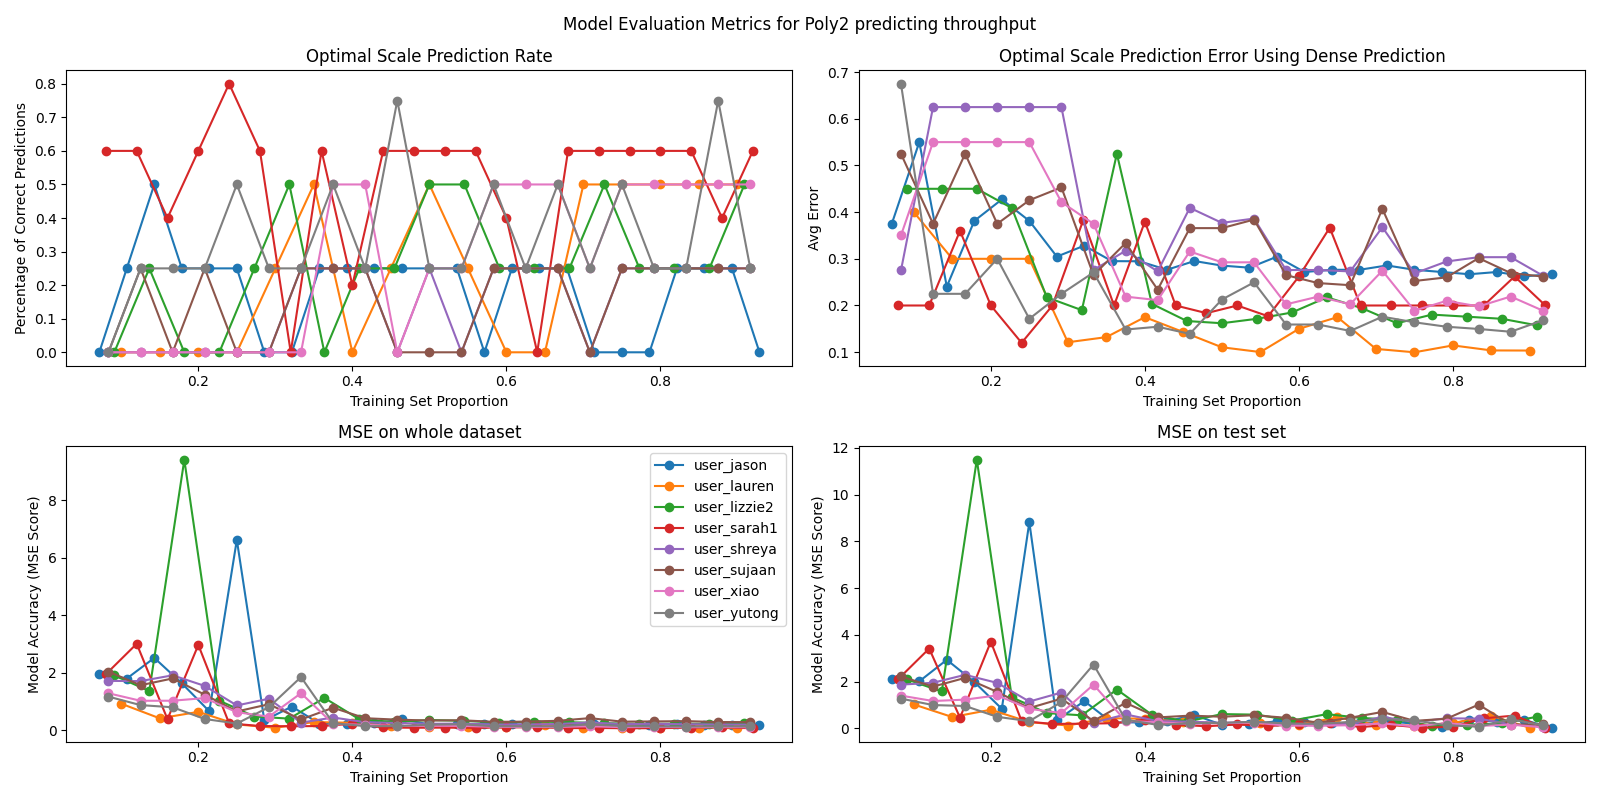 Model Evaluation Metrics for Poly2 predicting throughput
Optimal Scale Prediction Rate
Percentage of Correct Predictions
0.8
0.7
0.6
0.5
0.4
0.3
0.2
0.1
0.0
0.2 0.4 0.6 0.8
Training Set Proportion
Optimal Scale Prediction Error Using Dense Prediction
Avg Error
0.7
0.6
0.5
0.4
0.3
0.2
0.1
0.2 0.4 0.6 0.8
Training Set Proportion
MSE on whole dataset
Model Accuracy (MSE Score)
8
6
4
2
0
user_jason
user_lauren
user_lizzie2
user_sarah1
user_shreya
user_sujaan
user_xiao
user_yutong
0.2 0.4 0.6 0.8
Training Set Proportion
MSE on test set
Model Accuracy (MSE Score)
12
10
8
6
4
2
0
0.2 0.4 0.6 0.8
Training Set Proportion